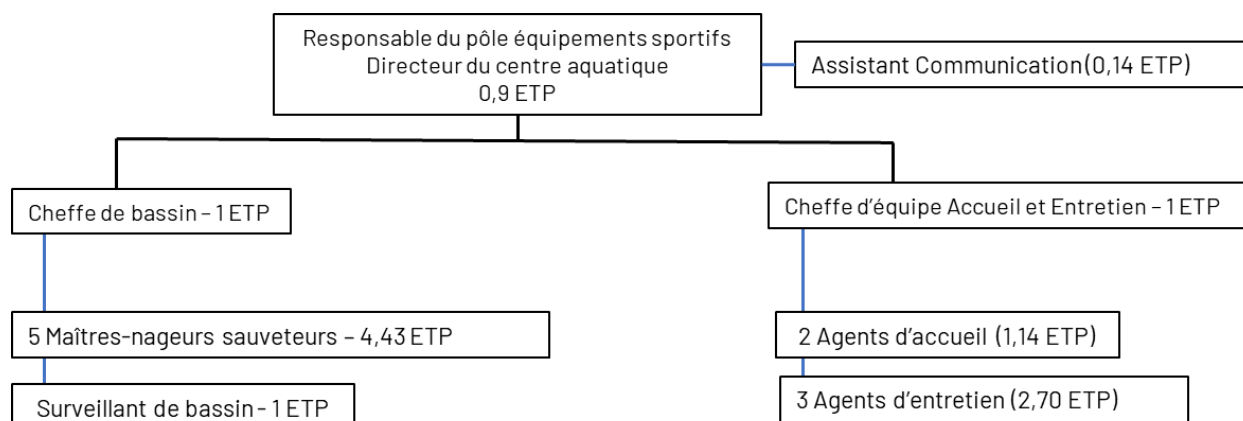 Responsable du pôle équipements sportifs
Directeur du centre aquatique
0,9 ETP
Assistant Communication (0,14 ETP)
Cheffe de bassin – 1 ETP
Cheffe d'équipe Accueil et Entretien – 1 ETP
5 Maîtres-nageurs sauveteurs – 4,43 ETP
2 Agents d'accueil (1,14 ETP)
Surveillant de bassin - 1 ETP
3 Agents d'entretien (2,70 ETP)